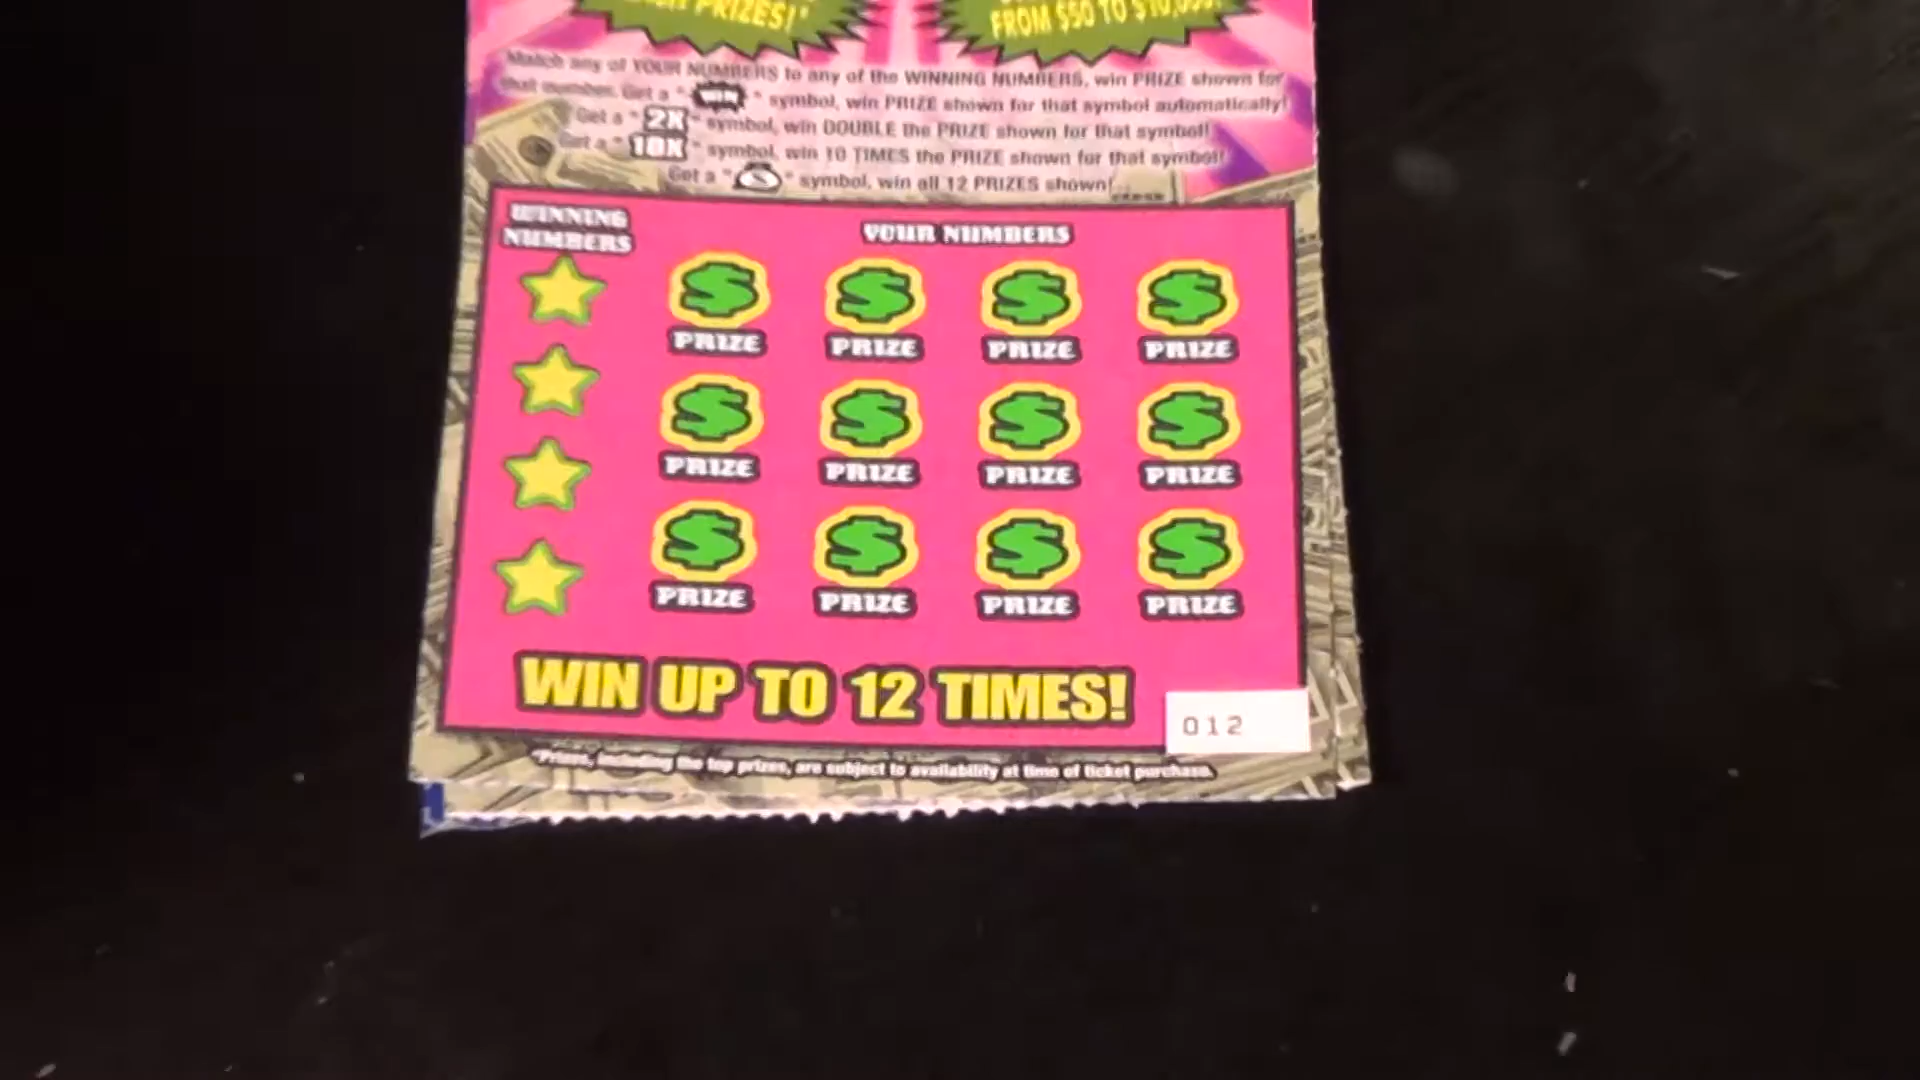 PRIZES!*
FROM $50 TO $10,000!
Match any of YOUR NUMBERS to any of the WINNING NUMBERS, win PRIZE shown for
that number. Get a "WIN" symbol, win PRIZE shown for that symbol automatically!
Get a "2X" symbol, win DOUBLE the PRIZE shown for that symbol!
Get a "10X" symbol, win 10 TIMES the PRIZE shown for that symbol!
Get a "$" symbol, win all 12 PRIZES shown!
WINNING
NUMBERS
YOUR NUMBERS
$ $ $ $
PRIZE PRIZE PRIZE PRIZE
$ $ $ $
PRIZE PRIZE PRIZE PRIZE
$ $ $ $
PRIZE PRIZE PRIZE PRIZE
WIN UP TO 12 TIMES!
012
*Prizes, including the top prizes, are subject to availability at time of ticket purchase.